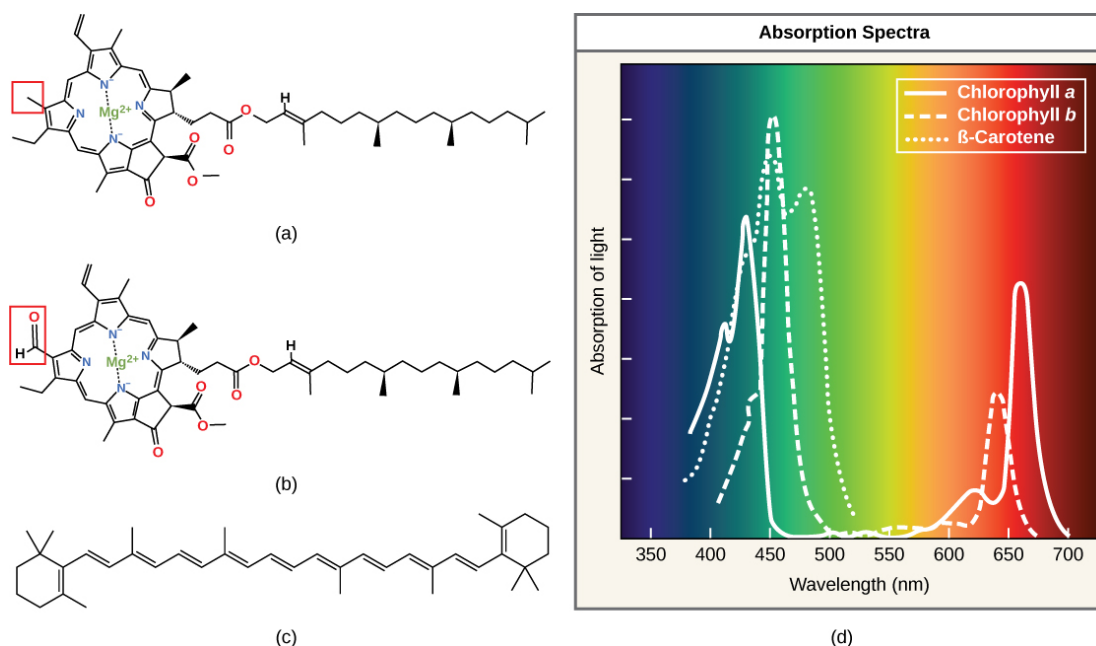 H
N⁻
N
Mg²⁺
N
N⁻
O
O
O
O
O
(a)
O
H
N⁻
N
Mg²⁺
N
N⁻
H
O
O
O
O
O
(b)
(c)
Absorption Spectra
Chlorophyll a
Chlorophyll b
ß-Carotene
Absorption of light
350 400 450 500 550 600 650 700
Wavelength (nm)
(d)